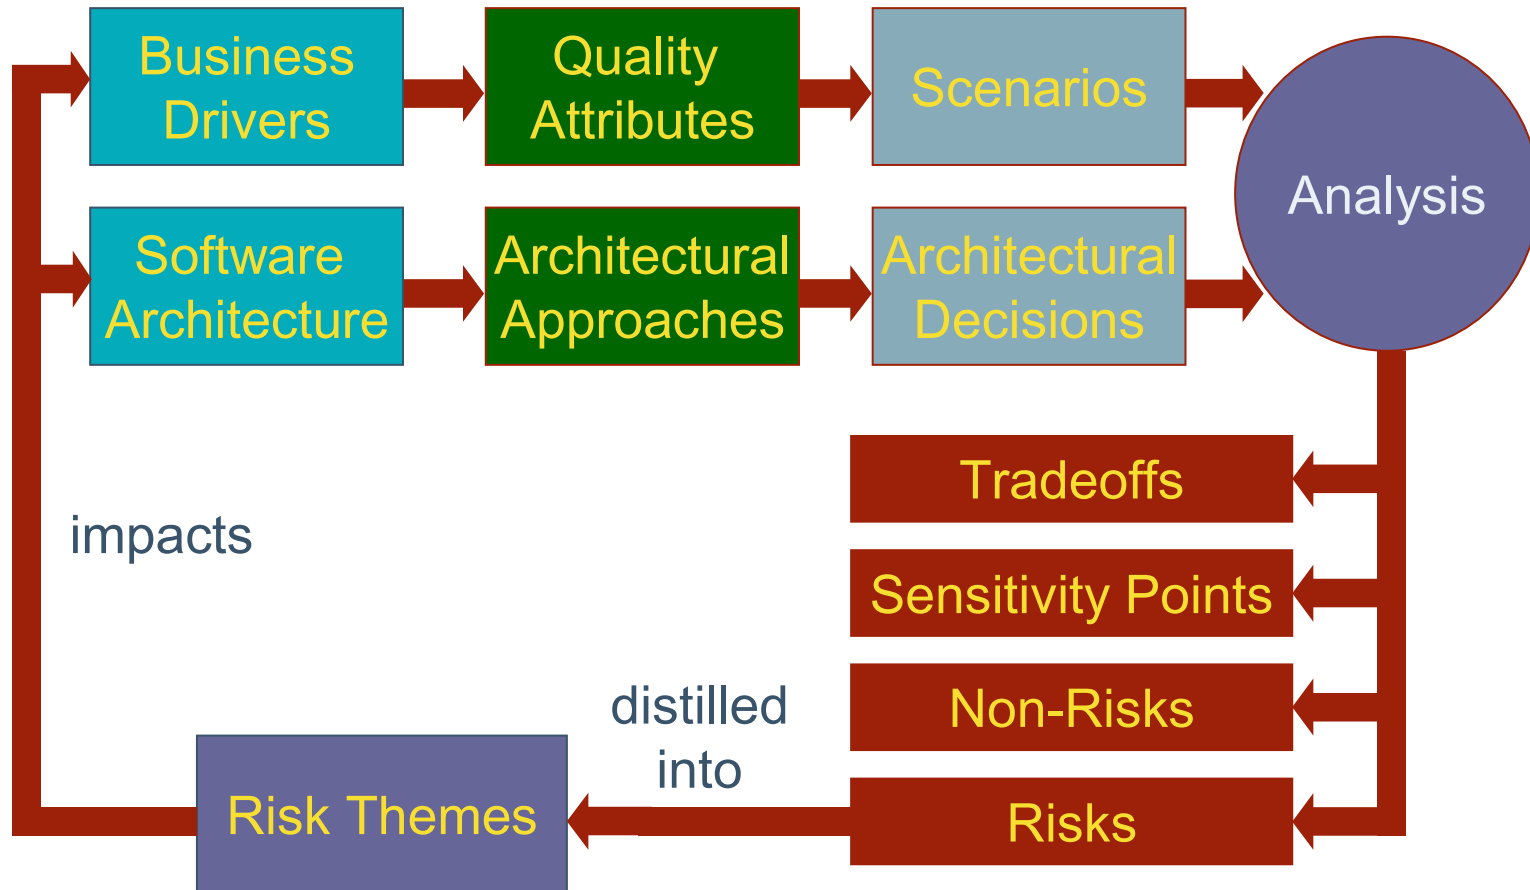 Business
Drivers
Quality
Attributes
Scenarios
Analysis
Software
Architecture
Architectural
Approaches
Architectural
Decisions
Tradeoffs
impacts
Sensitivity Points
Non-Risks
distilled
into
Risk Themes
Risks